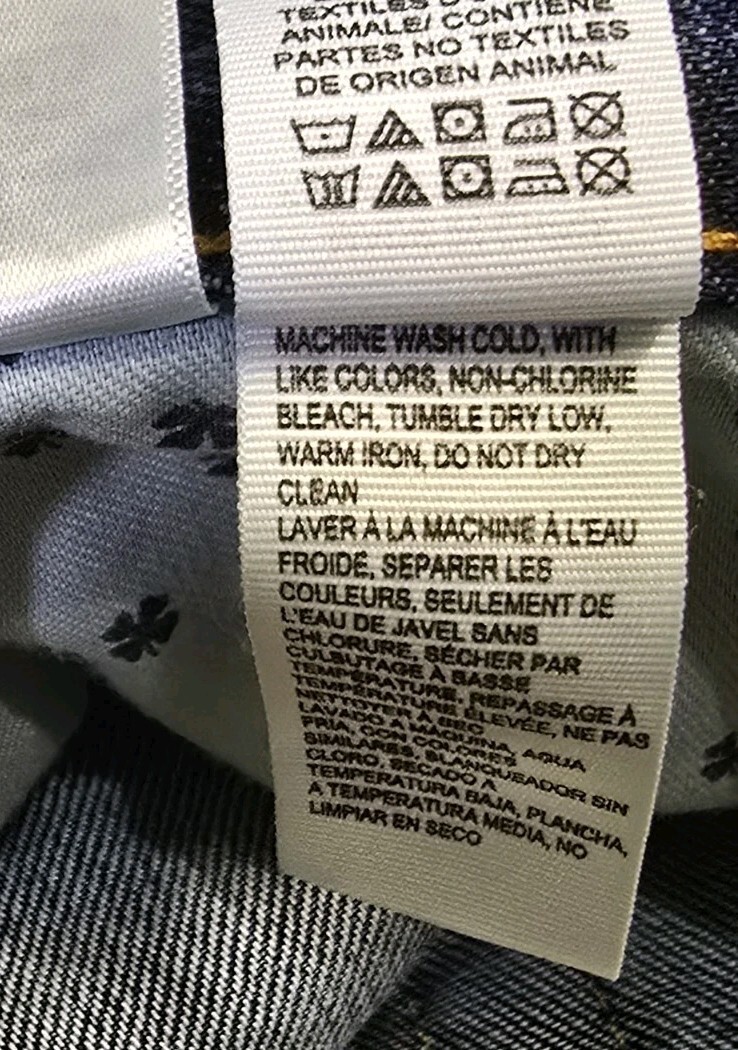 TEXTILES
ANIMALE/ CONTIENE
PARTES NO TEXTILES
DE ORIGEN ANIMAL
MACHINE WASH COLD, WITH
LIKE COLORS, NON-CHLORINE
BLEACH, TUMBLE DRY LOW,
WARM IRON, DO NOT DRY
CLEAN
LAVER À LA MACHINE À L'EAU
FROIDE, SEPARER LES
COULEURS, SEULEMENT DE
L'EAU DE JAVEL SANS
CHLORURE, SÉCHER PAR
CULBUTAGE À BASSE
TEMPÉRATURE, REPASSAGE À
TEMPÉRATURE ÉLEVÉE, NE PAS
NETTOYER À SEC
LAVADO A MAQUINA, AGUA
FRIA, CON COLORES
SIMILARES, BLANQUEADOR SIN
CLORO, SECADO A
TEMPERATURA BAJA, PLANCHA,
A TEMPERATURA MEDIA, NO
LIMPIAR EN SECO